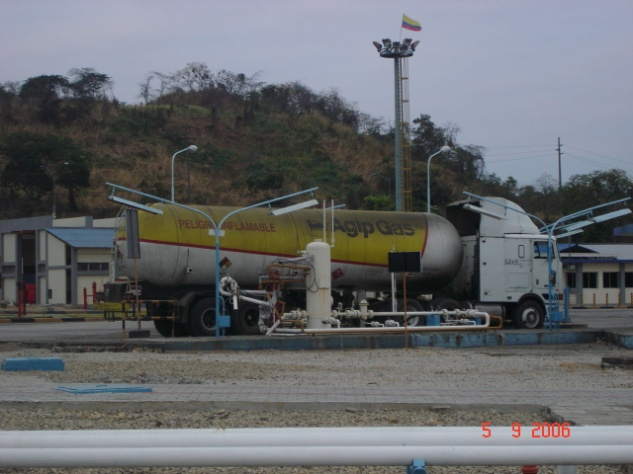 PELIGRO INFLAMABLE
Agip Gas
5 9 2006